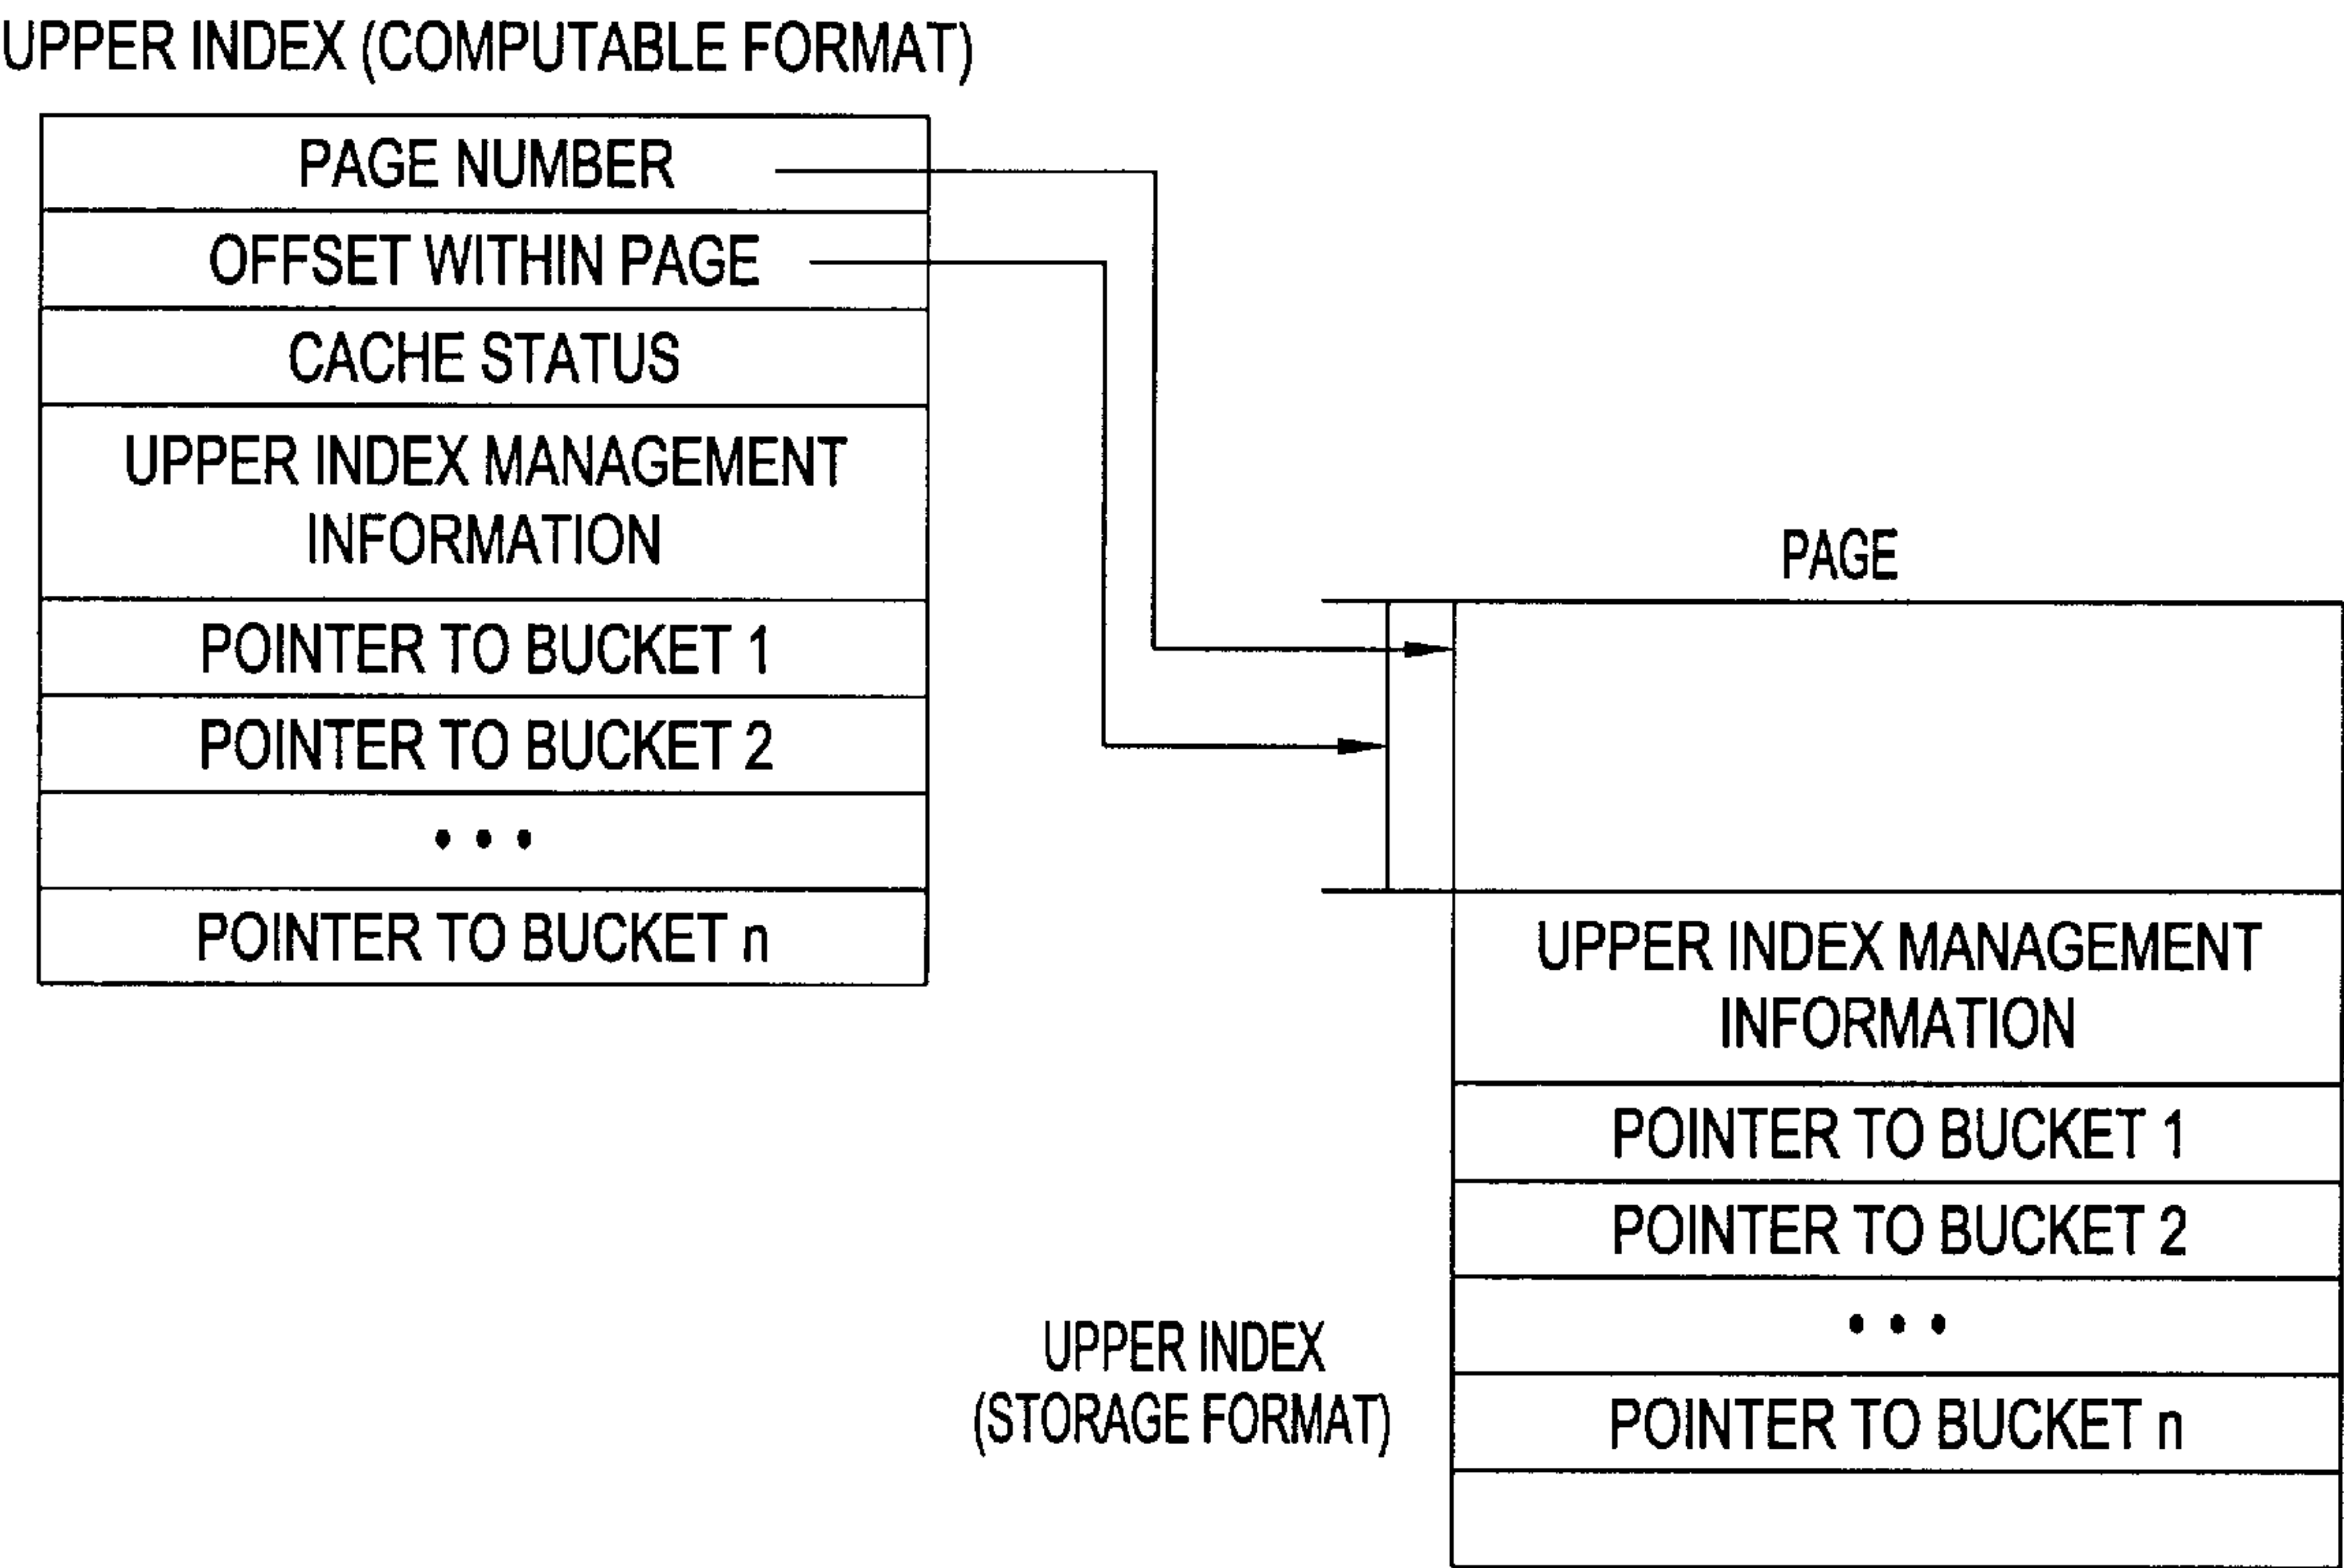 UPPER INDEX (COMPUTABLE FORMAT)
PAGE NUMBER
OFFSET WITHIN PAGE
CACHE STATUS
UPPER INDEX MANAGEMENT
INFORMATION
POINTER TO BUCKET 1
POINTER TO BUCKET 2
• • •
POINTER TO BUCKET n
PAGE
UPPER INDEX MANAGEMENT
INFORMATION
POINTER TO BUCKET 1
POINTER TO BUCKET 2
• • •
POINTER TO BUCKET n
UPPER INDEX
(STORAGE FORMAT)